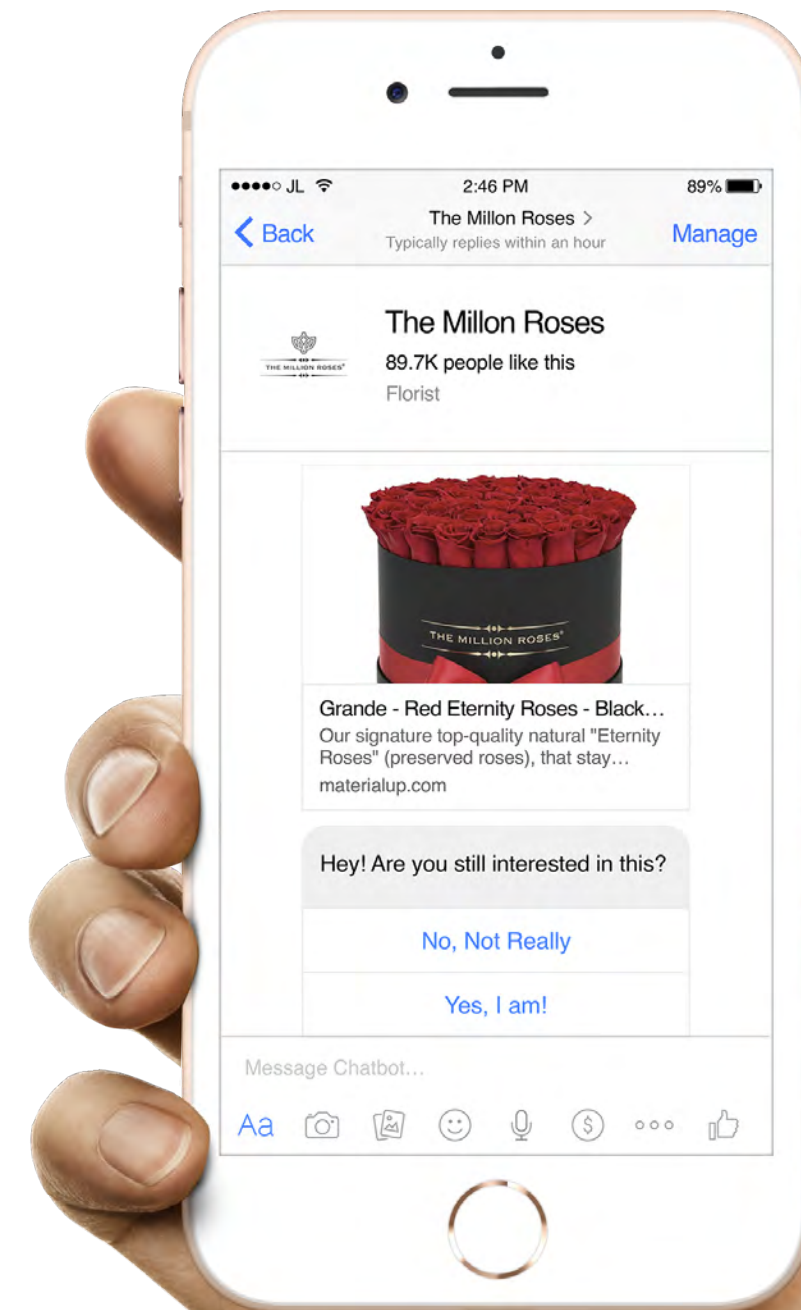 JL 2:46 PM 89%
Back The Millon Roses > Manage
Typically replies within an hour
The Millon Roses
THE MILLION ROSES®
89.7K people like this
Florist
THE MILLION ROSES®
Grande - Red Eternity Roses - Black…
Our signature top-quality natural "Eternity
Roses" (preserved roses), that stay…
materialup.com
Hey! Are you still interested in this?
No, Not Really
Yes, I am!
Message Chatbot…
Aa